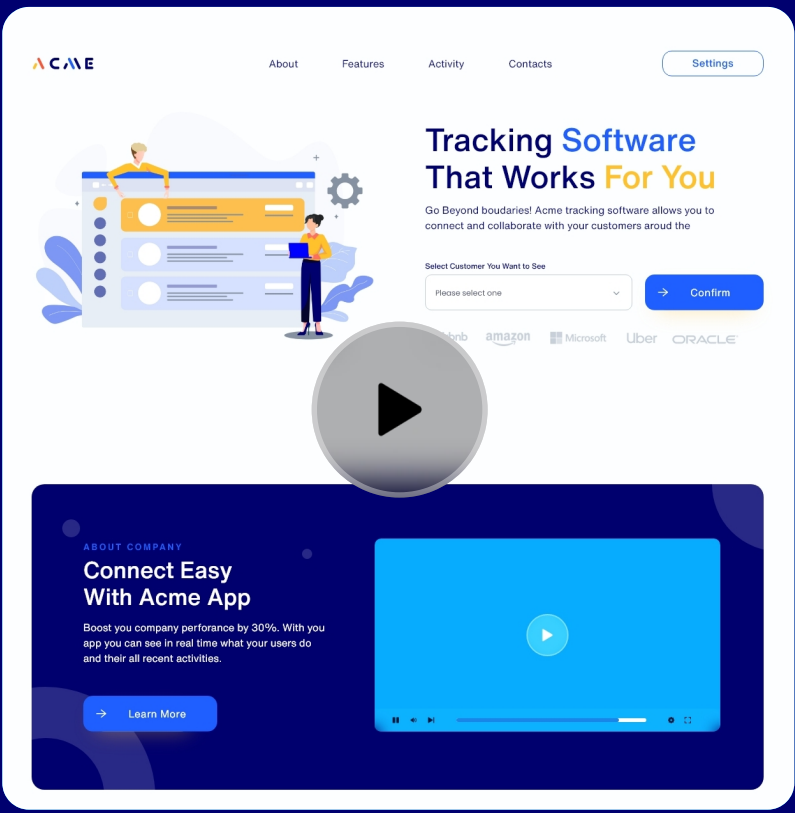 ACME
About
Features
Activity
Contacts
Settings
Tracking Software
That Works For You
Go Beyond boudaries! Acme tracking software allows you to
connect and collaborate with your customers aroud the
Select Customer You Want to See
Please select one
Confirm
amazon
Microsoft
Uber
ORACLE
ABOUT COMPANY
Connect Easy
With Acme App
Boost you company perforance by 30%. With you
app you can see in real time what your users do
and their all recent activities.
Learn More